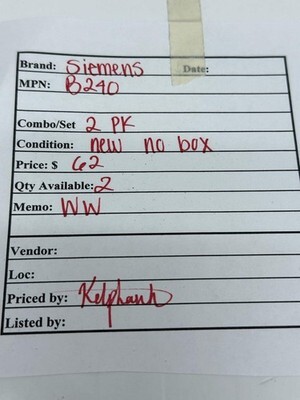 Brand: Siemens Date:
MPN: B240
Combo/Set 2 PK
Condition: new no box
Price: $ 62
Qty Available: 2
Memo: WW
Vendor:
Loc:
Priced by:
Listed by: